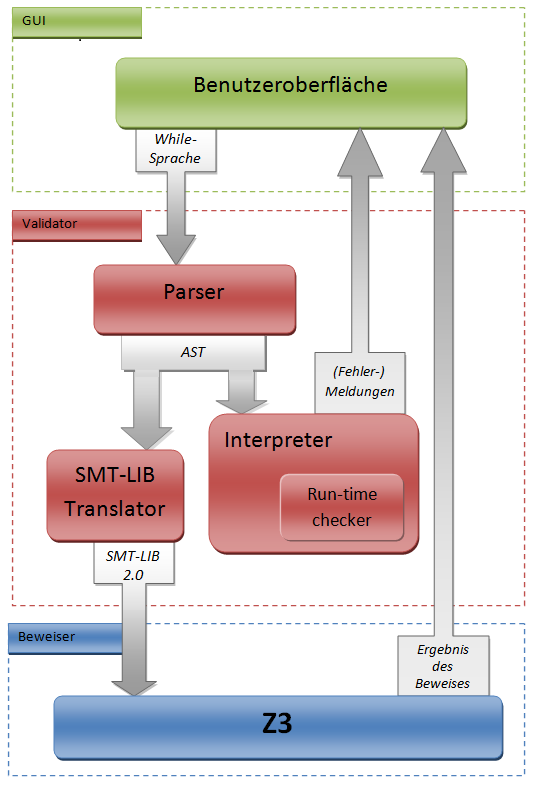 GUI
Benutzeroberfläche
While-
Sprache
Validator
Parser
AST
(Fehler-)
Meldungen
Interpreter
SMT-LIB
Translator
Run-time
checker
SMT-LIB
2.0
Beweiser
Ergebnis
des
Beweises
Z3